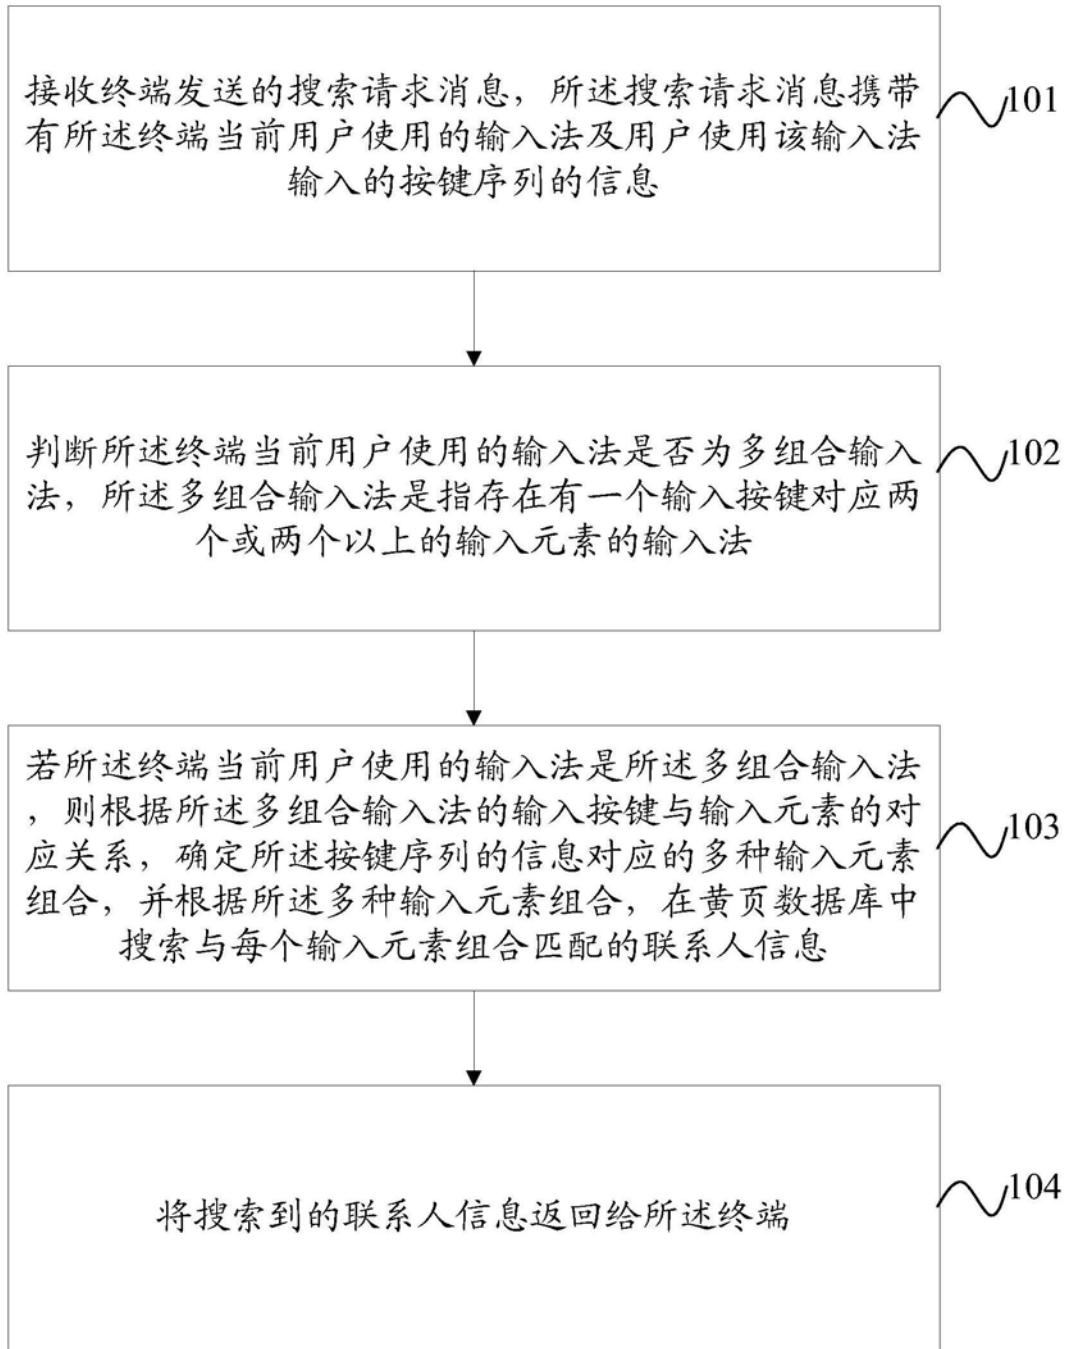 接收终端发送的搜索请求消息，所述搜索请求消息携带
有所述终端当前用户使用的输入法及用户使用该输入法
输入的按键序列的信息
101
判断所述终端当前用户使用的输入法是否为多组合输入
法，所述多组合输入法是指存在有一个输入按键对应两
个或两个以上的输入元素的输入法
102
若所述终端当前用户使用的输入法是所述多组合输入法
，则根据所述多组合输入法的输入按键与输入元素的对
应关系，确定所述按键序列的信息对应的多种输入元素
组合，并根据所述多种输入元素组合，在黄页数据库中
搜索与每个输入元素组合匹配的联系人信息
103
将搜索到的联系人信息返回给所述终端
104